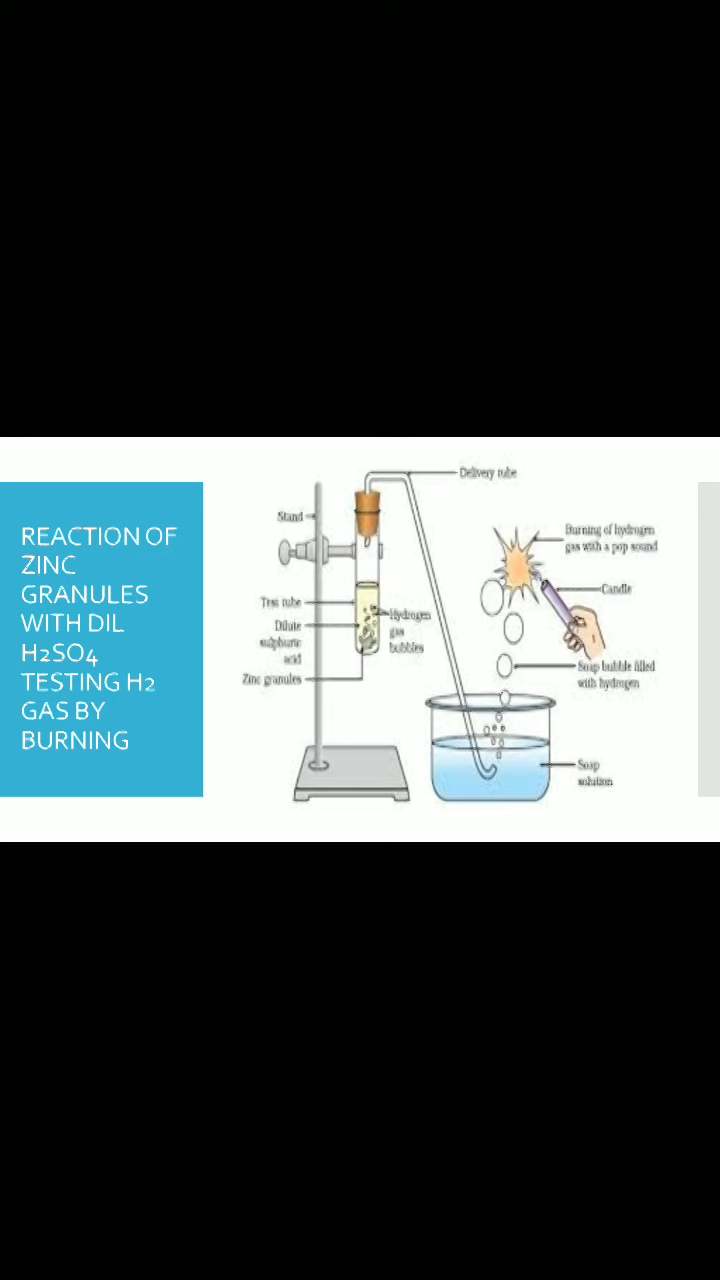 REACTION OF
ZINC
GRANULES
WITH DIL
H2SO4
TESTING H2
GAS BY
BURNING
Delivery tube
Stand
Burning of hydrogen
gas with a pop sound
Candle
Test tube
Dilute
sulphuric
acid
Hydrogen
gas
bubbles
Zinc granules
Soap bubble filled
with hydrogen
Soap
solution